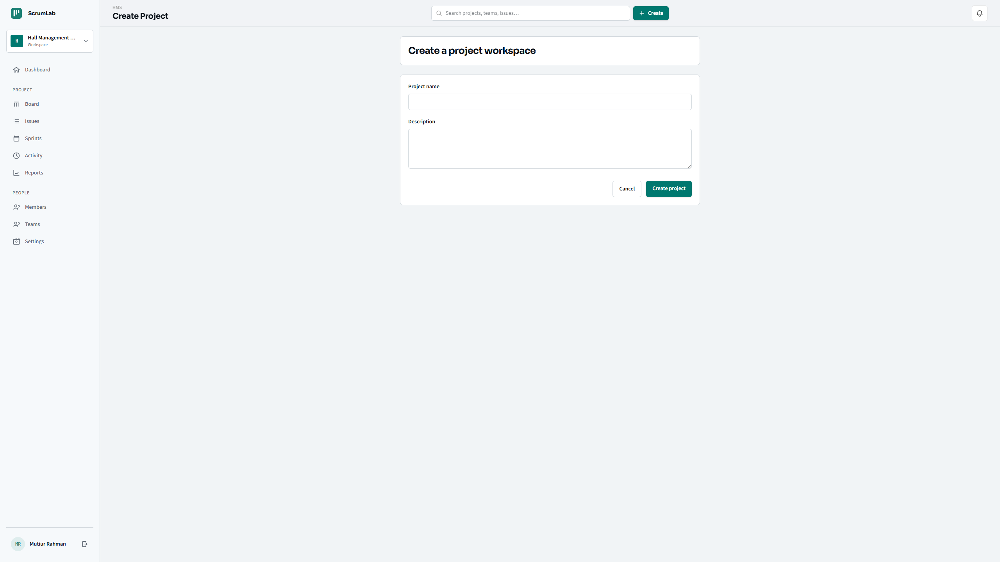 ScrumLab
H
Hall Management ...
Workspace
Dashboard
PROJECT
Board
Issues
Sprints
Activity
Reports
PEOPLE
Members
Teams
Settings
MR
Mutiur Rahman
HMS
Create Project
Search projects, teams, issues...
Create
Create a project workspace
Project name
Description
Cancel
Create project